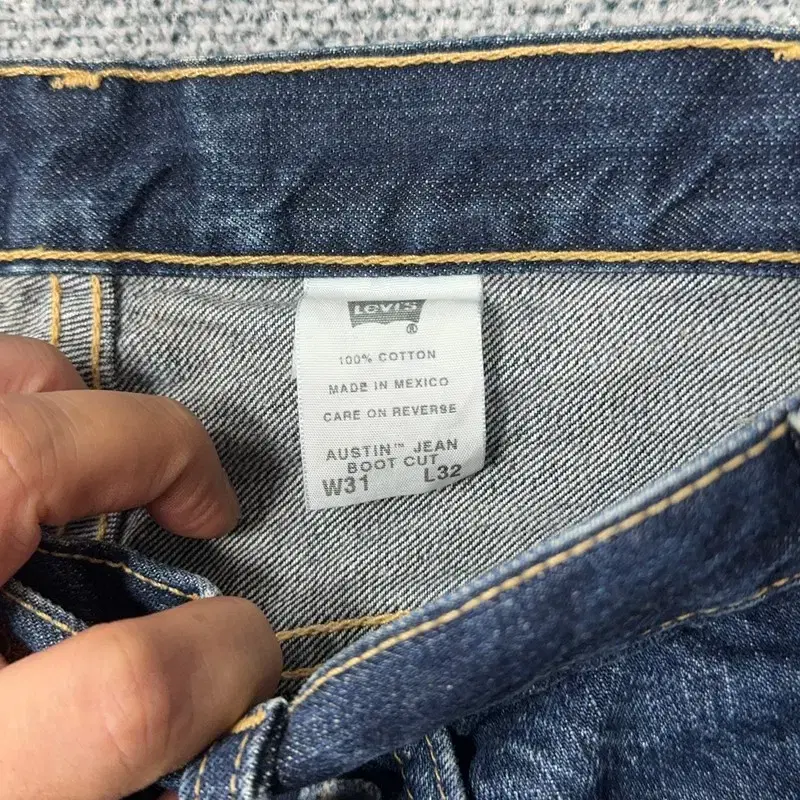 Levi's
®
100% COTTON
MADE IN MEXICO
CARE ON REVERSE
AUSTIN™ JEAN
BOOT CUT
W31 L32